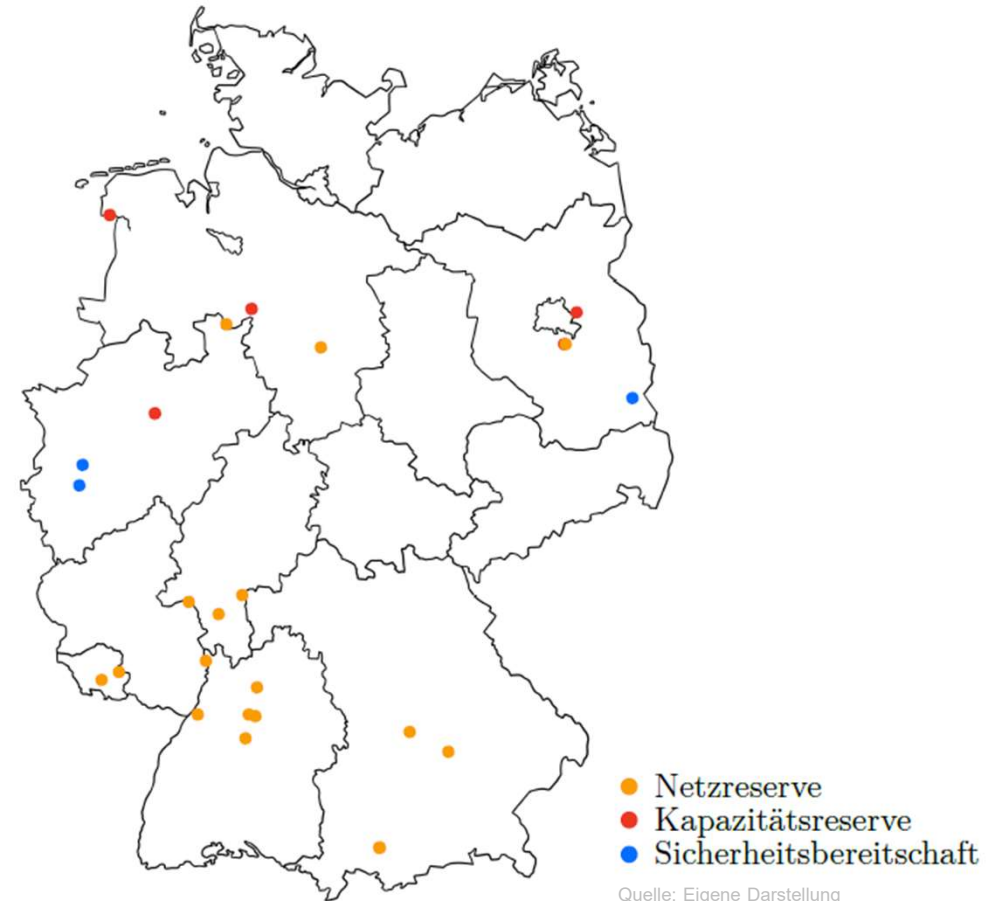 Netzreserve
Kapazitätsreserve
Sicherheitsbereitschaft
Quelle: Eigene Darstellung